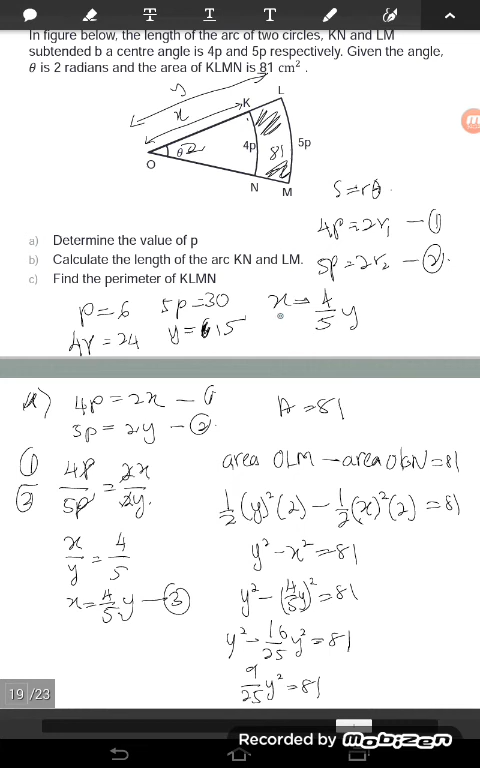 In figure below, the length of the arc of two circles, KN and LM
subtended b a centre angle is 4p and 5p respectively. Given the angle,
θ is 2 radians and the area of KLMN is 81 cm² .
y
x
L
K
θ
4p
81
5p
O
N
M
S=rθ
4p=2r₁ — ①
5p=2r₂ — ②.
a) Determine the value of p
b) Calculate the length of the arc KN and LM.
c) Find the perimeter of KLMN
p=6 5p=30 x = 4/5 y
4p=24 y=15
a) 4p=2x — ①
5p=2y — ②.
A=81
①/② 4p/5p = 2x/2y.
x/y = 4/5
x=4/5 y — ③
area OLM – area OKN=81
1/2(y)²(2) – 1/2(x)²(2) =81
y²-x²=81
y²-(4/5y)²=81
y²-16/25y²=81
9/25y²=81
19 /23
Recorded by Mobizen